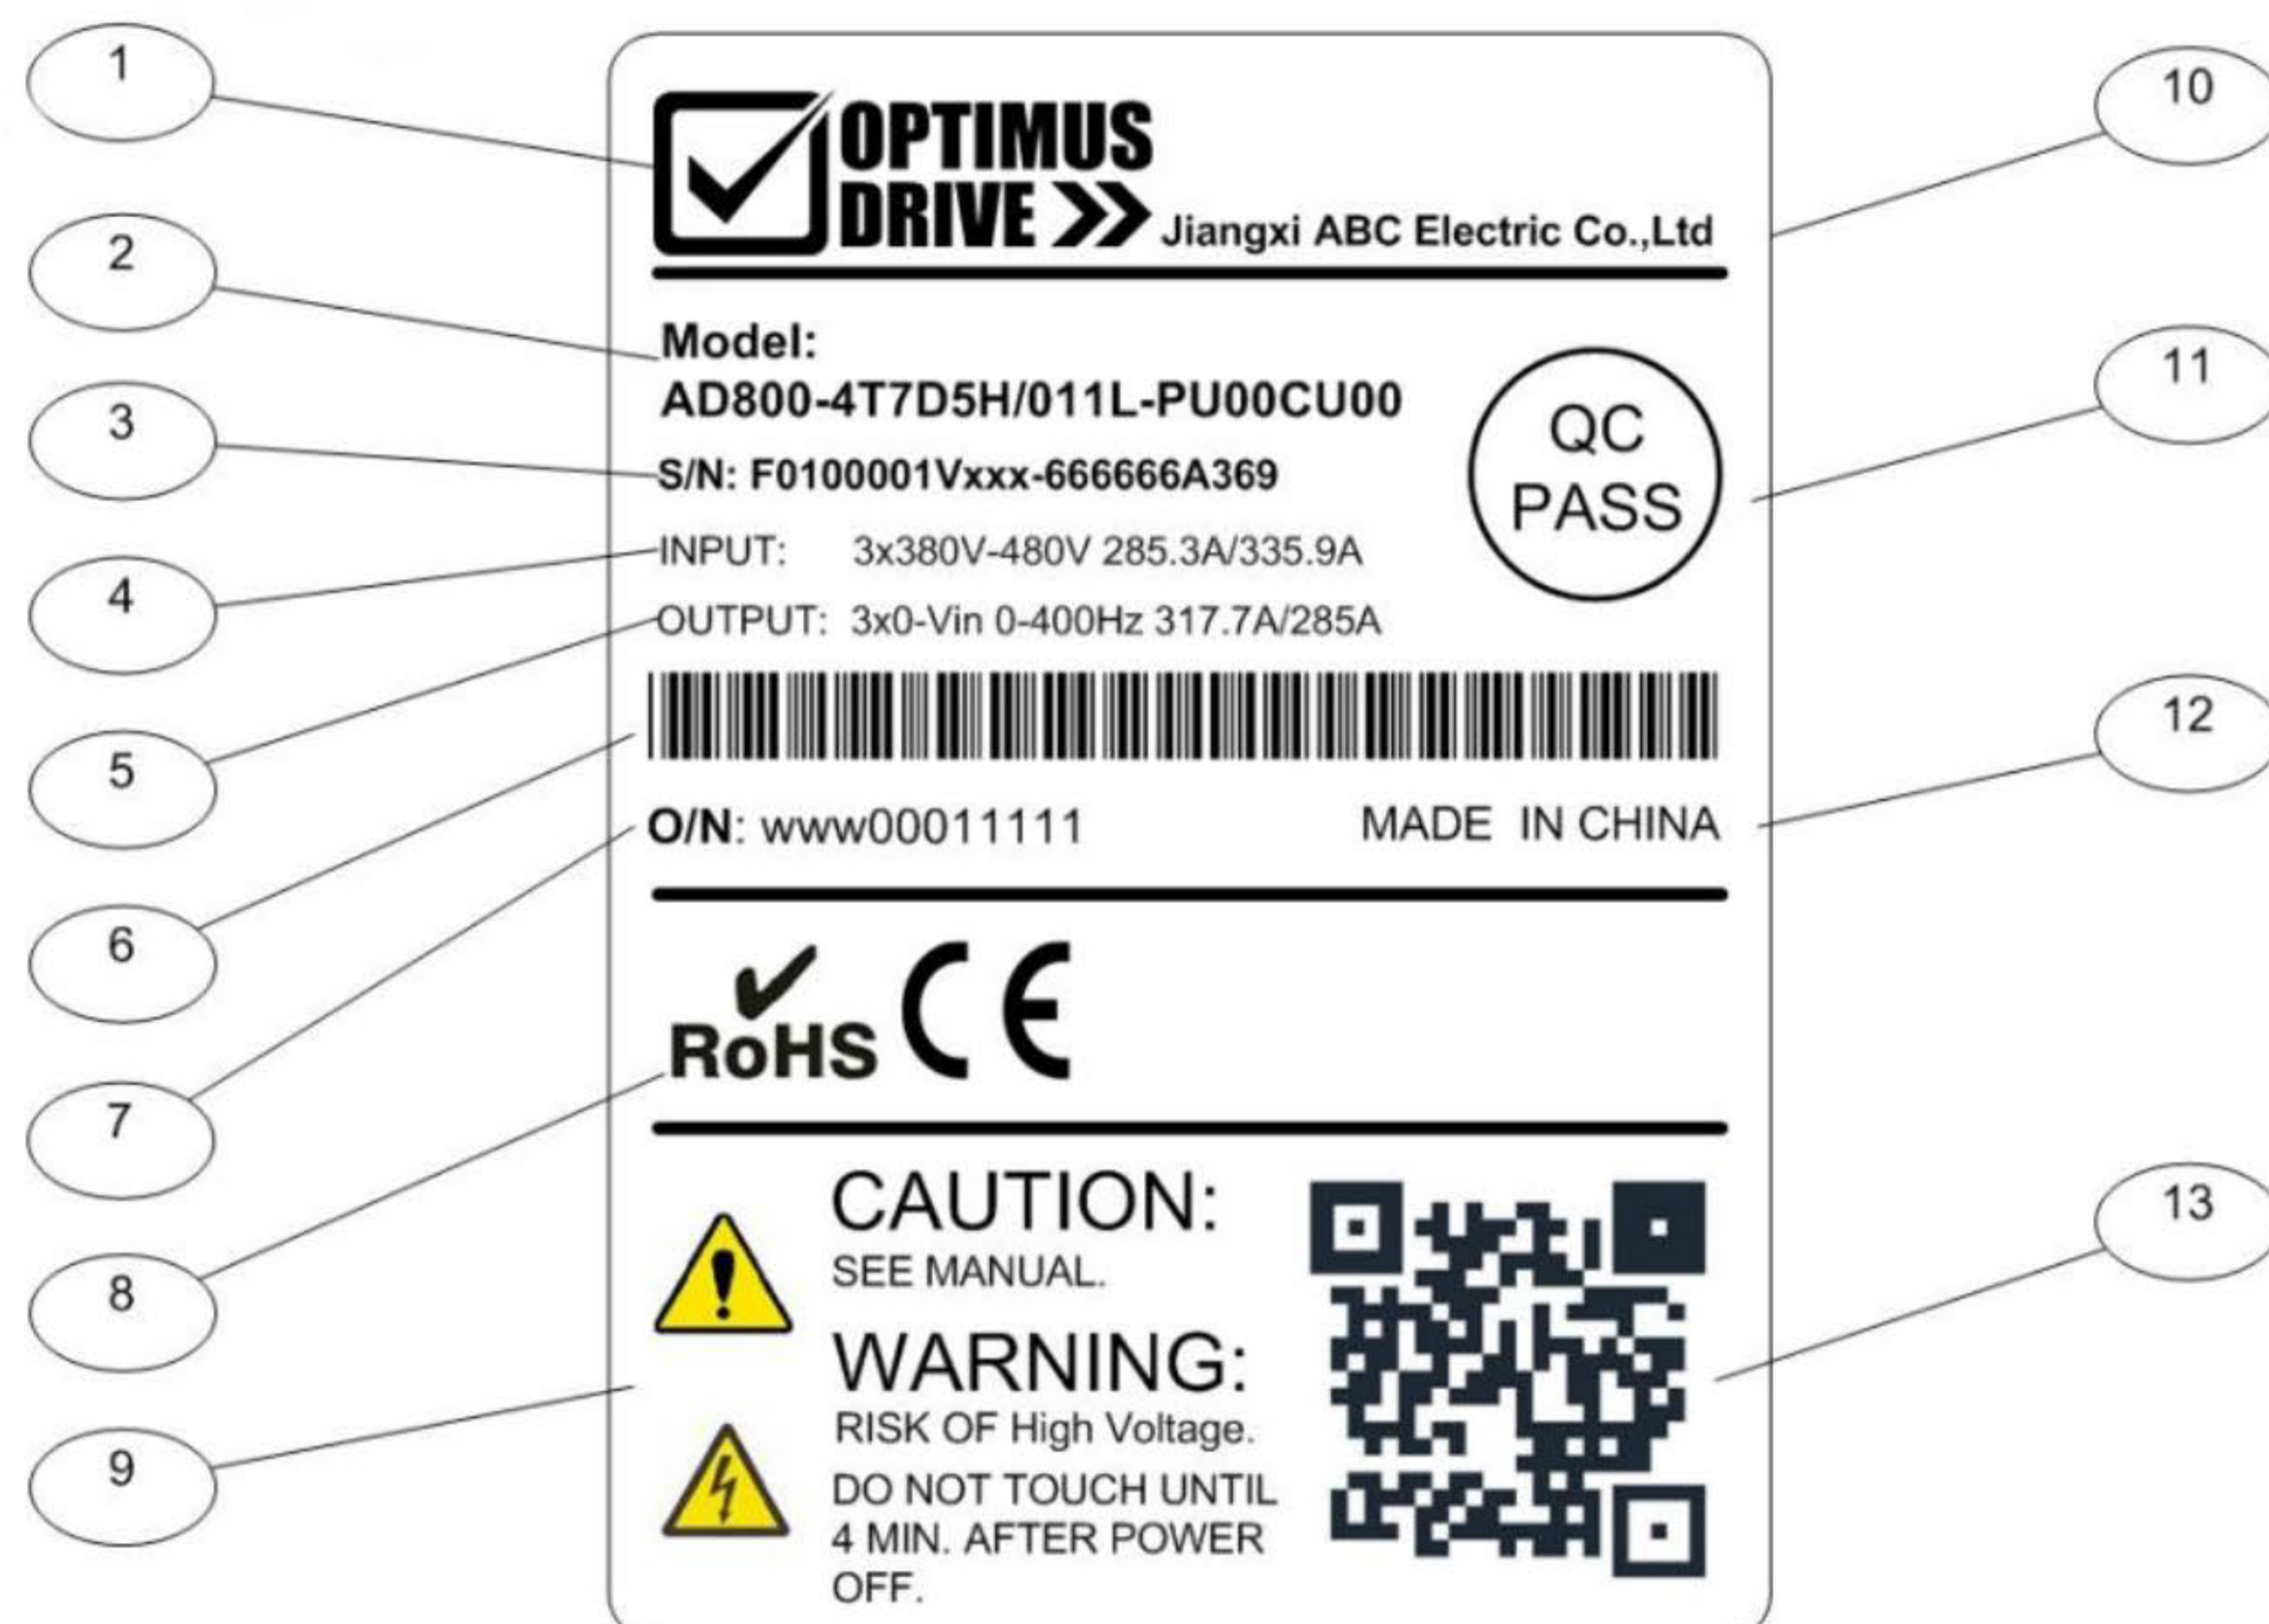 1
2
3
4
5
6
7
8
9
OPTIMUS
DRIVE
Jiangxi ABC Electric Co.,Ltd
Model:
AD800-4T7D5H/011L-PU00CU00
S/N: F0100001Vxxx-666666A369
INPUT: 3x380V-480V 285.3A/335.9A
OUTPUT: 3x0-Vin 0-400Hz 317.7A/285A
QC
PASS
O/N: www00011111 MADE IN CHINA
RoHS CE
CAUTION:
SEE MANUAL.
WARNING:
RISK OF High Voltage.
DO NOT TOUCH UNTIL
4 MIN. AFTER POWER
OFF.
10
11
12
13